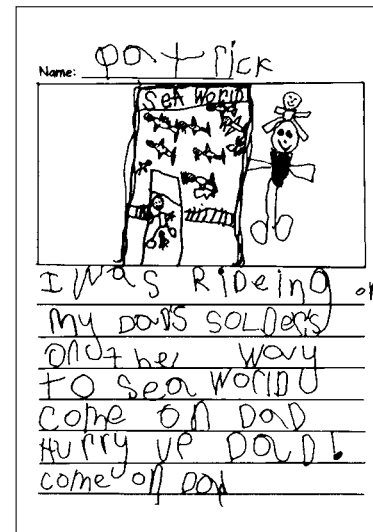 Name: patrick
SeA World
I WAS RiDeing on
My DaD'S SOLDeRS
on the way
TO Sea WORlD
come on DaD
Hurry UP DaD!
come on Dad